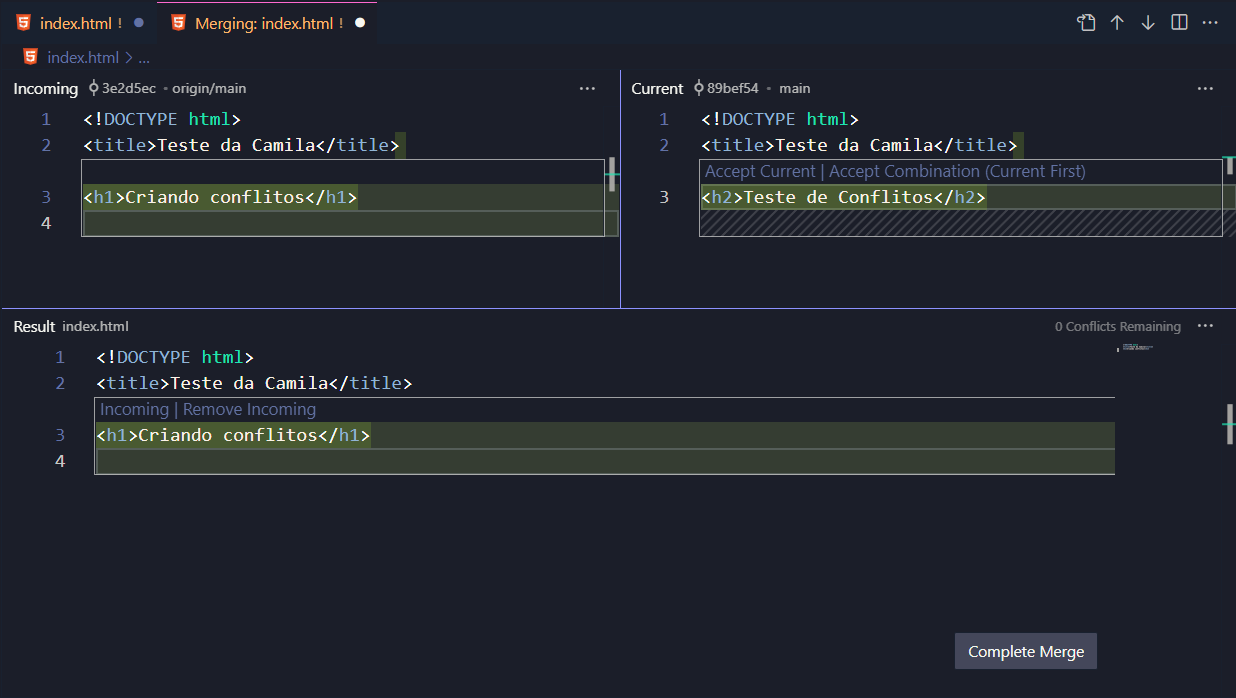 index.html !
Merging: index.html !
index.html > ...
Incoming 3e2d5ec • origin/main ...
1 <!DOCTYPE html>
2 <title>Teste da Camila</title>
3 <h1>Criando conflitos</h1>
4
Current 89bef54 • main ...
1 <!DOCTYPE html>
2 <title>Teste da Camila</title>
Accept Current | Accept Combination (Current First)
3 <h2>Teste de Conflitos</h2>
Result index.html
0 Conflicts Remaining ...
1 <!DOCTYPE html>
2 <title>Teste da Camila</title>
Incoming | Remove Incoming
3 <h1>Criando conflitos</h1>
4
Complete Merge